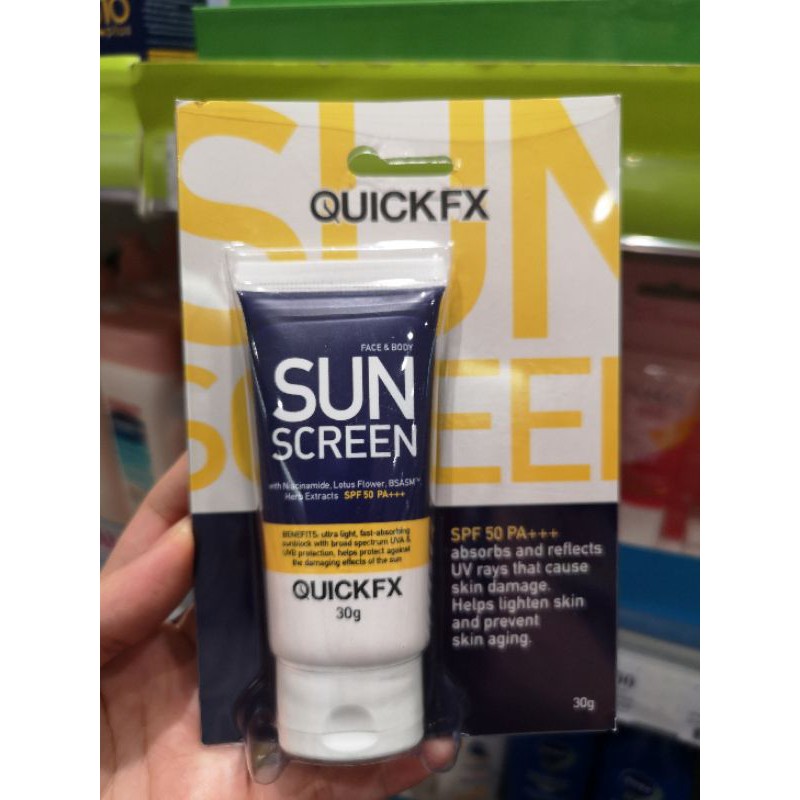 SUN
SCREEN
QUICKFX
FACE & BODY
SUN
SCREEN
with Niacinamide, Lotus Flower, BSASM™
Herb Extracts SPF 50 PA+++
BENEFITS: ultra light, fast-absorbing
sunblock with broad spectrum UVA &
UVB protection, helps protect against
the damaging effects of the sun
QUICKFX
30g
SPF 50 PA+++
absorbs and reflects
UV rays that cause
skin damage.
Helps lighten skin
and prevent
skin aging.
30g